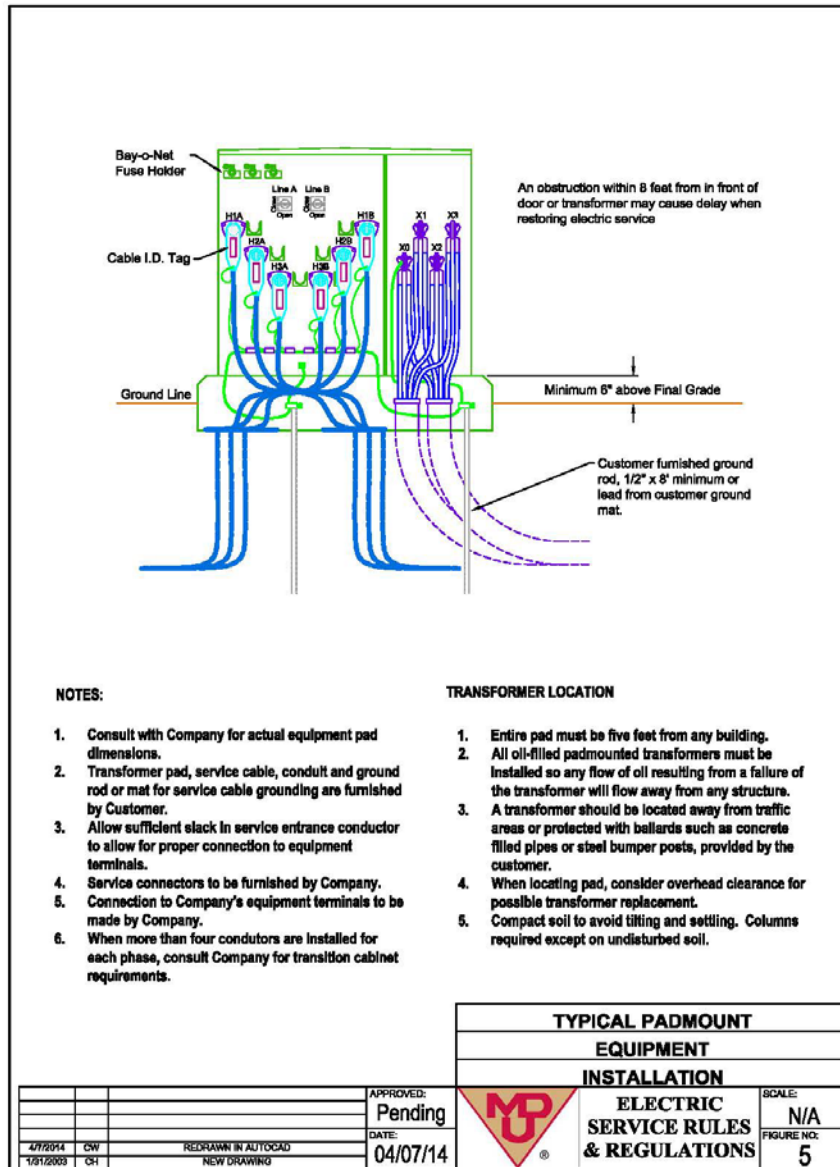 Bay-o-Net
Fuse Holder
Line A
Line B
Close
Open
Close
Open
H1A
H2A
H3A
H3B
H2B
H1B
X0
X1
X2
X3
An obstruction within 8 feet from in front of
door or transformer may cause delay when
restoring electric service
Cable I.D. Tag
Ground Line
Minimum 6" above Final Grade
Customer furnished ground
rod, 1/2" x 8' minimum or
lead from customer ground
mat.
NOTES:
1. Consult with Company for actual equipment pad
dimensions.
2. Transformer pad, service cable, conduit and ground
rod or mat for service cable grounding are furnished
by Customer.
3. Allow sufficient slack in service entrance conductor
to allow for proper connection to equipment
terminals.
4. Service connectors to be furnished by Company.
5. Connection to Company's equipment terminals to be
made by Company.
6. When more than four condutors are installed for
each phase, consult Company for transition cabinet
requirements.
TRANSFORMER LOCATION
1. Entire pad must be five feet from any building.
2. All oil-filled padmounted transformers must be
installed so any flow of oil resulting from a failure of
the transformer will flow away from any structure.
3. A transformer should be located away from traffic
areas or protected with ballards such as concrete
filled pipes or steel bumper posts, provided by the
customer.
4. When locating pad, consider overhead clearance for
possible transformer replacement.
5. Compact soil to avoid tilting and settling. Columns
required except on undisturbed soil.
TYPICAL PADMOUNT
EQUIPMENT
INSTALLATION
4/7/2014 CW REDRAWN IN AUTOCAD
1/31/2003 CH NEW DRAWING
APPROVED:
Pending
DATE:
04/07/14
MDU
®
ELECTRIC
SERVICE RULES
& REGULATIONS
SCALE:
N/A
FIGURE NO:
5